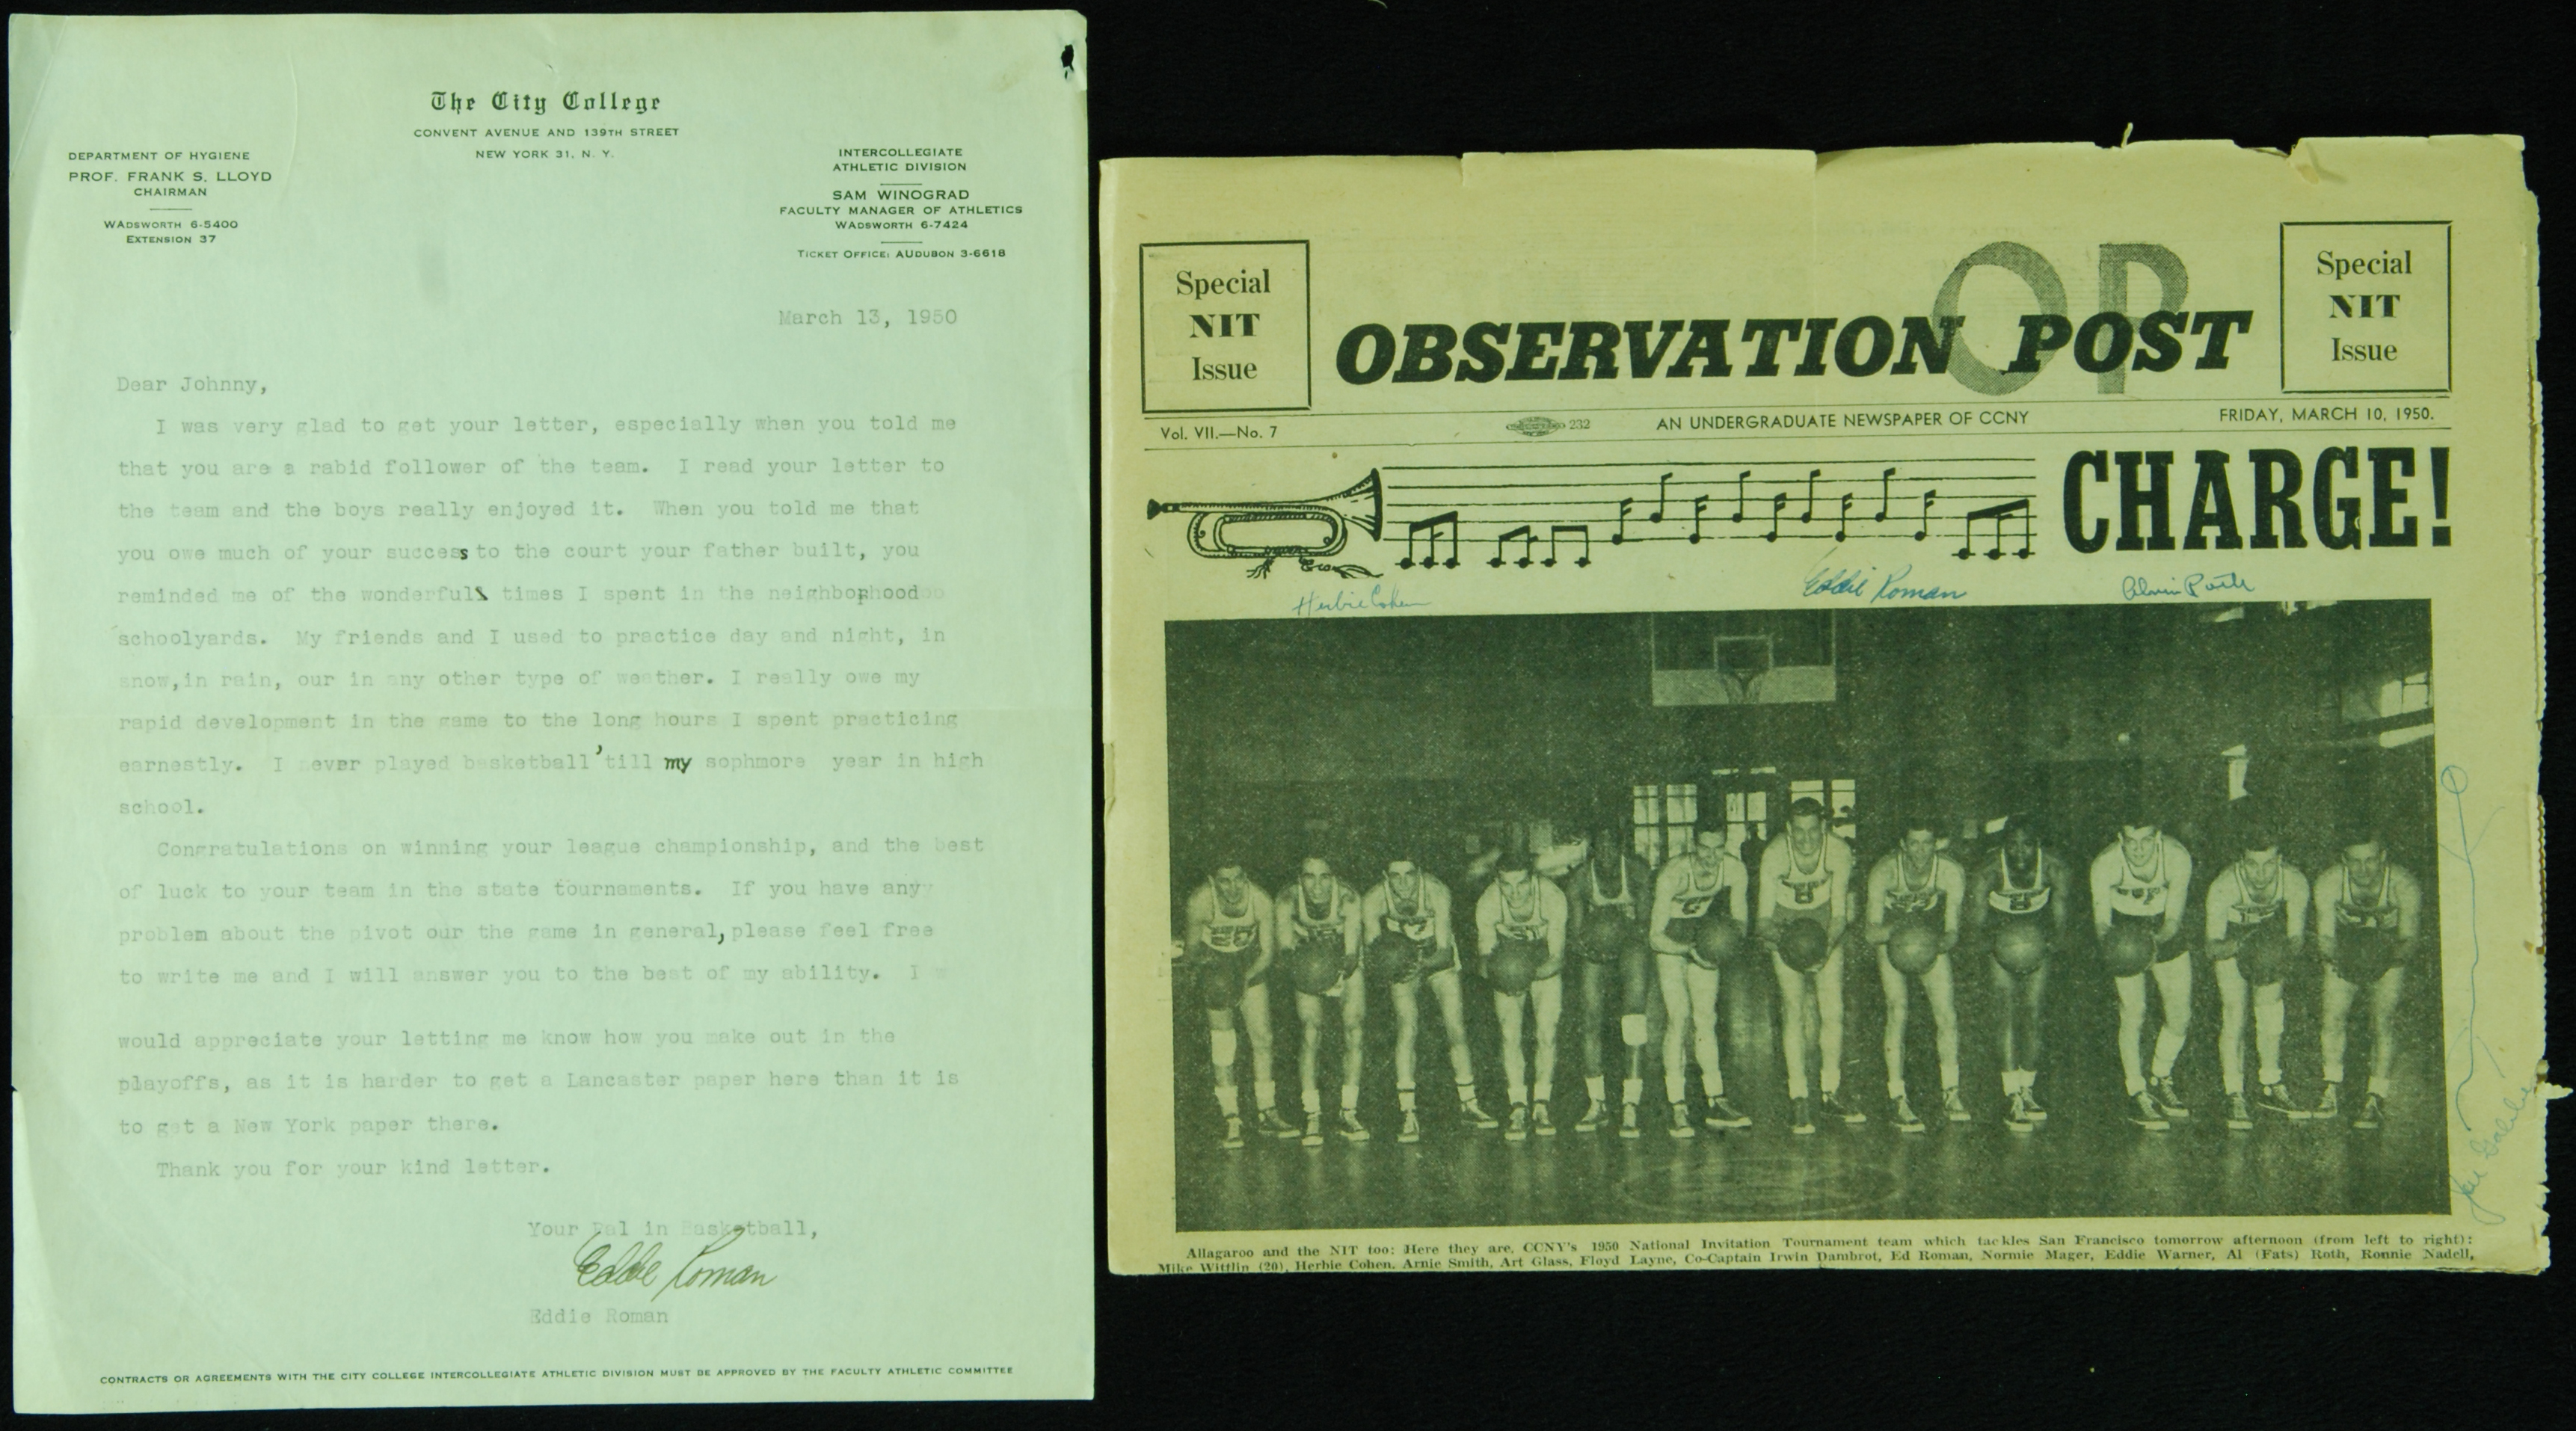 The City College
CONVENT AVENUE AND 139TH STREET
NEW YORK 31, N. Y.
DEPARTMENT OF HYGIENE
PROF. FRANK S. LLOYD
CHAIRMAN
WADSWORTH 6-5400
EXTENSION 37
INTERCOLLEGIATE
ATHLETIC DIVISION
SAM WINOGRAD
FACULTY MANAGER OF ATHLETICS
WADSWORTH 6-7424
TICKET OFFICE: AUDUBON 3-6618
March 13, 1950
Dear Johnny,
I was very glad to get your letter, especially when you told me
that you are a rabid follower of the team. I read your letter to
the team and the boys really enjoyed it. When you told me that
you owe much of your success to the court your father built, you
reminded me of the wonderful times I spent in the neighborhood
schoolyards. My friends and I used to practice day and night, in
snow,in rain, our in any other type of weather. I really owe my
rapid development in the game to the long hours I spent practicing
earnestly. I never played basketball 'till my sophmore year in high
school.
Congratulations on winning your league championship, and the best
of luck to your team in the state tournaments. If you have any
problem about the pivot our the game in general, please feel free
to write me and I will answer you to the best of my ability. I
would appreciate your letting me know how you make out in the
playoffs, as it is harder to get a Lancaster paper here than it is
to get a New York paper there.
Thank you for your kind letter.
Your Pal in Basketball,
Eddie Roman
Eddie Roman
CONTRACTS OR AGREEMENTS WITH THE CITY COLLEGE INTERCOLLEGIATE ATHLETIC DIVISION MUST BE APPROVED BY THE FACULTY ATHLETIC COMMITTEE
Special
NIT
Issue
OP
OBSERVATION POST
Special
NIT
Issue
Vol. VII.—No. 7
232
AN UNDERGRADUATE NEWSPAPER OF CCNY
FRIDAY, MARCH 10, 1950.
CHARGE!
Herbie Cohen
Eddie Roman
Alvin Roth
Joe Galiber
Allagaroo and the NIT too: Here they are, CCNY's 1950 National Invitation Tournament team which tackles San Francisco tomorrow afternoon (from left to right):
Mike Wittlin (20), Herbie Cohen, Arnie Smith, Art Glass, Floyd Layne, Co-Captain Irwin Dambrot, Ed Roman, Normie Mager, Eddie Warner, Al (Fats) Roth, Ronnie Nadell,